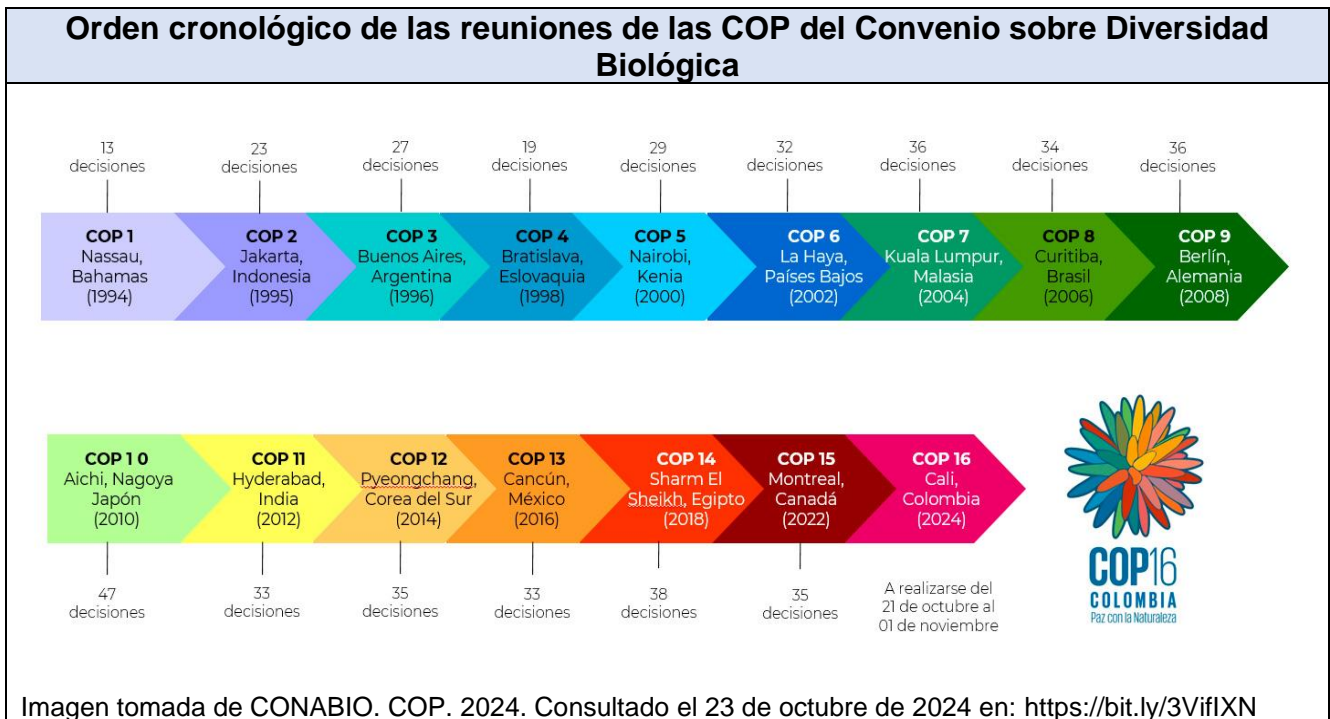 Orden cronológico de las reuniones de las COP del Convenio sobre Diversidad
Biológica
13
decisiones
23
decisiones
27
decisiones
19
decisiones
29
decisiones
32
decisiones
36
decisiones
34
decisiones
36
decisiones
COP 1
Nassau,
Bahamas
(1994)
COP 2
Jakarta,
Indonesia
(1995)
COP 3
Buenos Aires,
Argentina
(1996)
COP 4
Bratislava,
Eslovaquia
(1998)
COP 5
Nairobi,
Kenia
(2000)
COP 6
La Haya,
Países Bajos
(2002)
COP 7
Kuala Lumpur,
Malasia
(2004)
COP 8
Curitiba,
Brasil
(2006)
COP 9
Berlín,
Alemania
(2008)
COP 1 0
Aichi, Nagoya
Japón
(2010)
COP 11
Hyderabad,
India
(2012)
COP 12
Pyeongchang,
Corea del Sur
(2014)
COP 13
Cancún,
México
(2016)
COP 14
Sharm El
Sheikh, Egipto
(2018)
COP 15
Montreal,
Canadá
(2022)
COP 16
Cali,
Colombia
(2024)
47
decisiones
33
decisiones
35
decisiones
33
decisiones
38
decisiones
35
decisiones
A realizarse del
21 de octubre al
01 de noviembre
COP16
COLOMBIA
Paz con la Naturaleza
Imagen tomada de CONABIO. COP. 2024. Consultado el 23 de octubre de 2024 en: https://bit.ly/3VifIXN